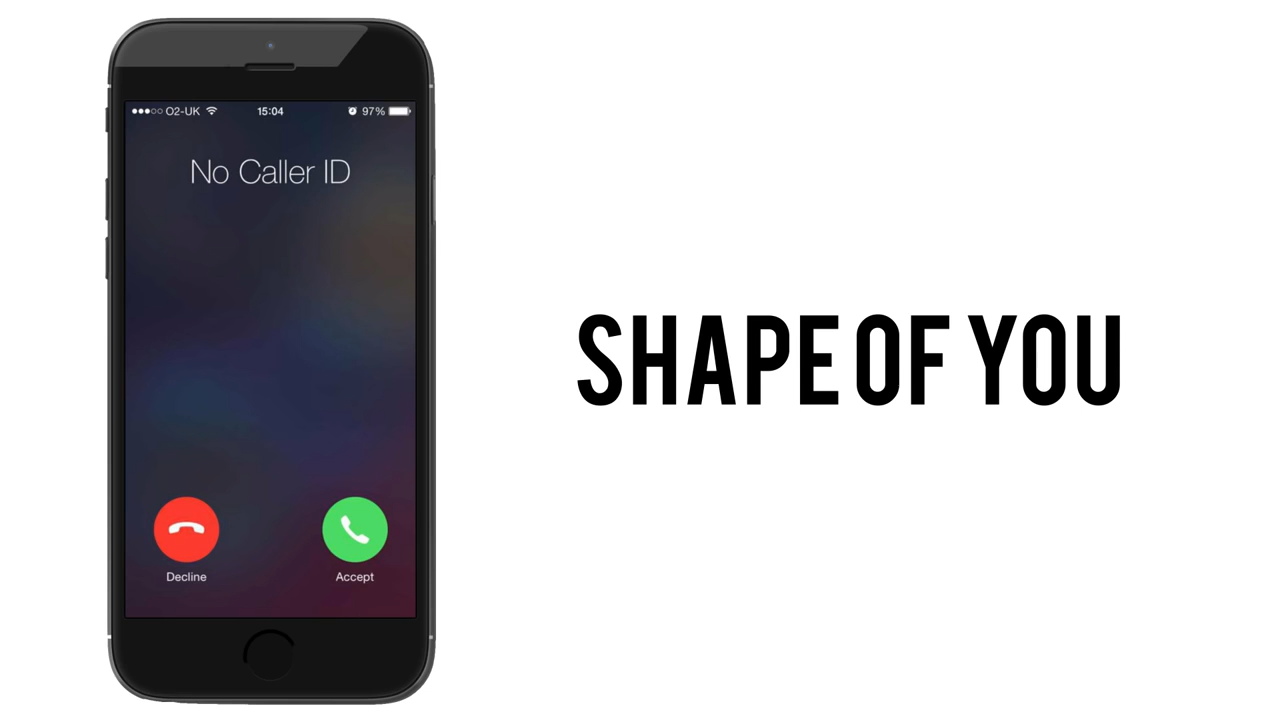 O2-UK 15:04 97%
No Caller ID
SHAPE OF YOU
Decline Accept